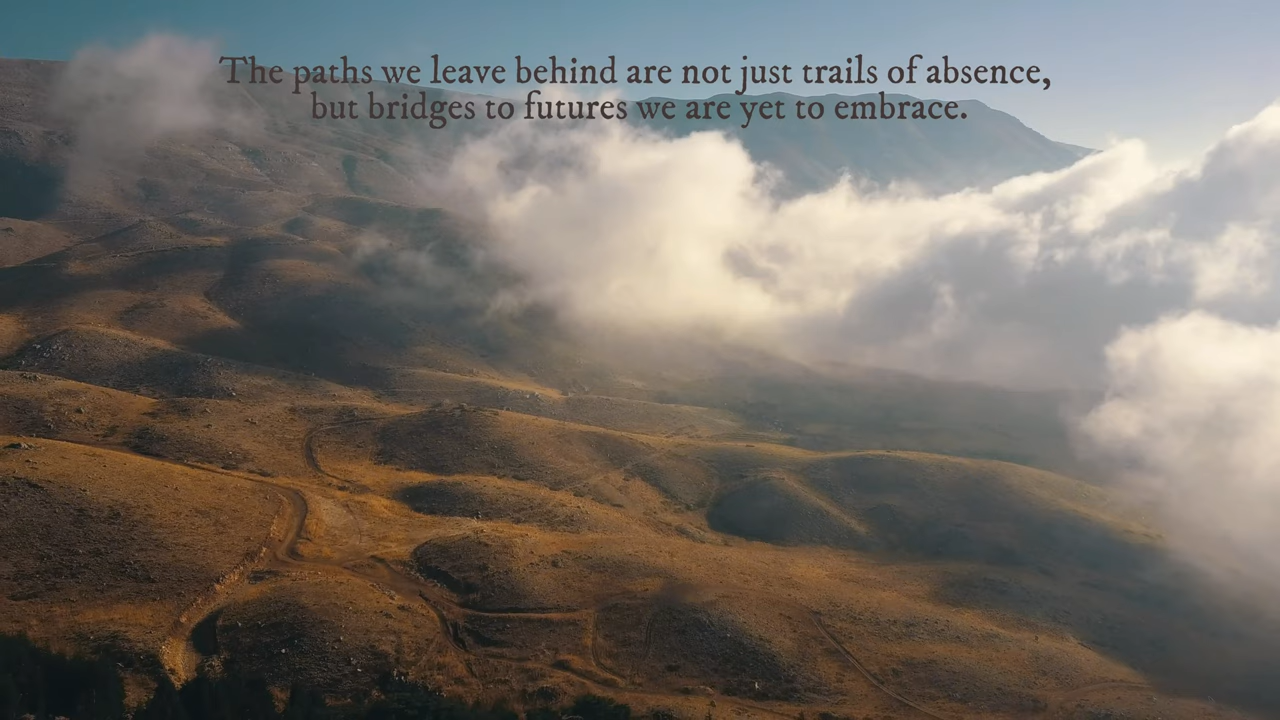 The paths we leave behind are not just trails of absence,
but bridges to futures we are yet to embrace.